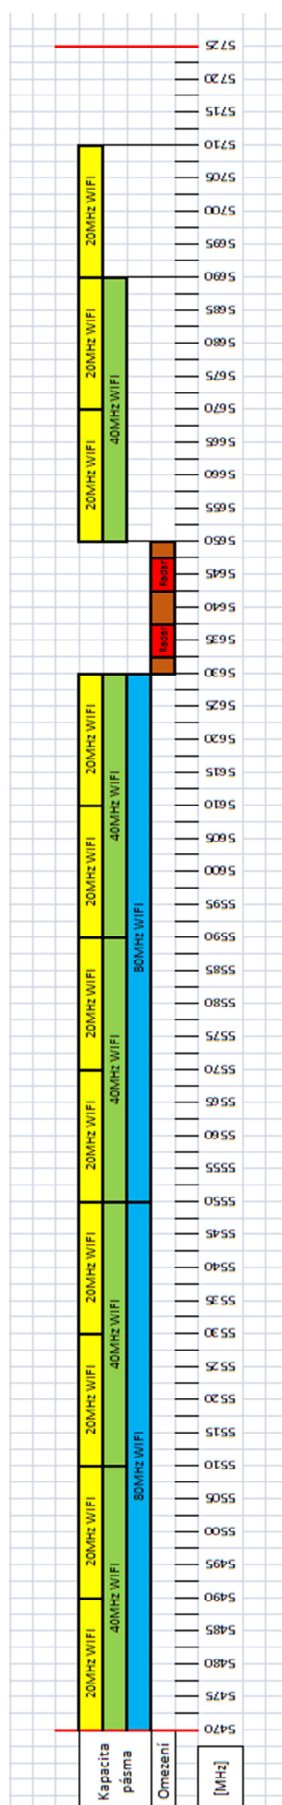 5725
5720
5715
5710
5705
5700
5695
5690
5685
5680
5675
5670
5665
5660
5655
5650
5645
5640
5635
5630
5625
5620
5615
5610
5605
5600
5595
5590
5585
5580
5575
5570
5565
5560
5555
5550
5545
5540
5535
5530
5525
5520
5515
5510
5505
5500
5495
5490
5485
5480
5475
5470
20MHz WIFI
20MHz WIFI
20MHz WIFI
20MHz WIFI
20MHz WIFI
20MHz WIFI
20MHz WIFI
20MHz WIFI
20MHz WIFI
20MHz WIFI
20MHz WIFI
40MHz WIFI
40MHz WIFI
40MHz WIFI
40MHz WIFI
40MHz WIFI
80MHz WIFI
80MHz WIFI
Radar
Radar
Kapacita
pásma
Omezení
[MHz]